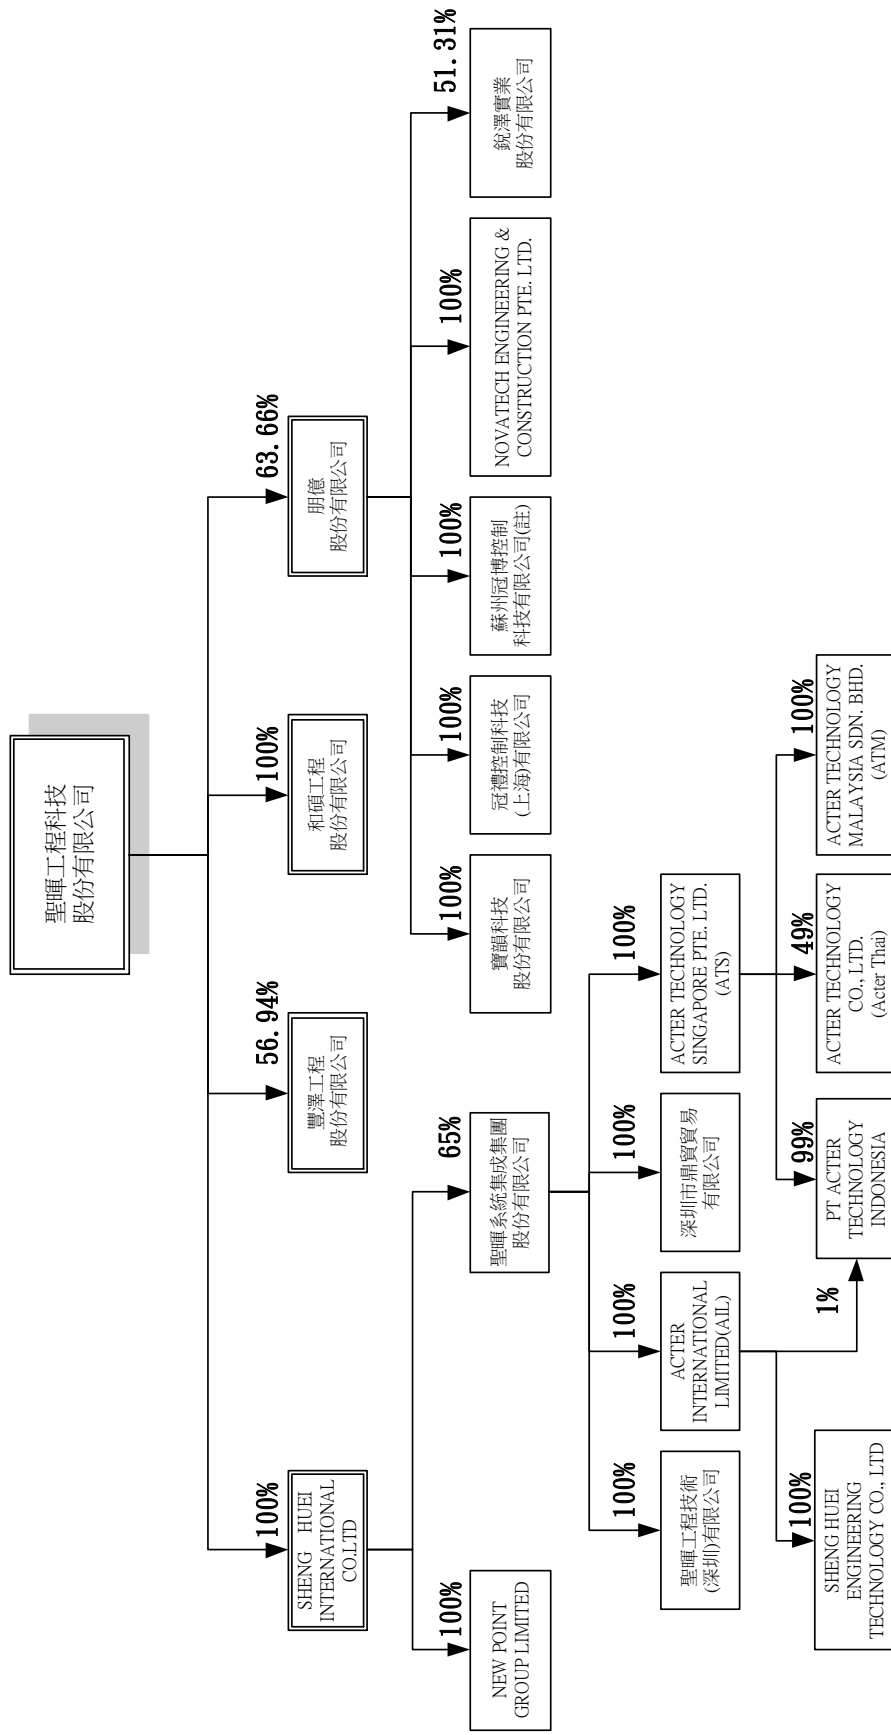 聖暉工程科技
股份有限公司
100%
SHENG HUEI
INTERNATIONAL
CO.LTD
56.94%
豐澤工程
股份有限公司
100%
和碩工程
股份有限公司
63.66%
朋億
股份有限公司
100%
NEW POINT
GROUP LIMITED
65%
聖暉系統集成集團
股份有限公司
100%
寶韻科技
股份有限公司
100%
冠禮控制科技
(上海)有限公司
100%
蘇州冠博控制
科技有限公司(註)
100%
NOVATECH ENGINEERING &
CONSTRUCTION PTE. LTD.
51.31%
銳澤實業
股份有限公司
100%
聖暉工程技術
(深圳)有限公司
100%
ACTER
INTERNATIONAL
LIMITED(AIL)
100%
深圳市鼎貿貿易
有限公司
100%
ACTER TECHNOLOGY
SINGAPORE PTE. LTD.
(ATS)
100%
SHENG HUEI
ENGINEERING
TECHNOLOGY CO., LTD
1%
99%
PT ACTER
TECHNOLOGY
INDONESIA
49%
ACTER TECHNOLOGY
CO., LTD.
(Acter Thai)
100%
ACTER TECHNOLOGY
MALAYSIA SDN. BHD.
(ATM)